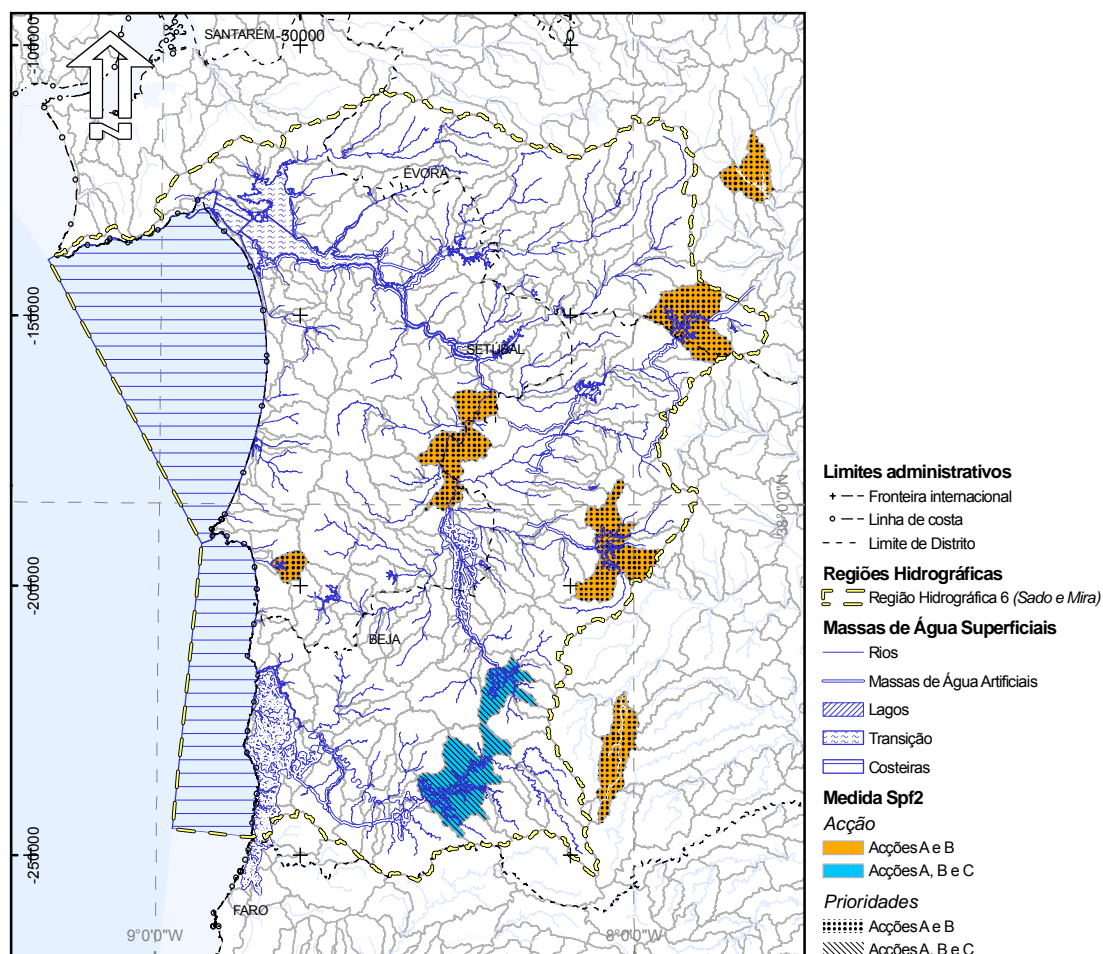 SANTARÉM
-50000
0
-100000
N
ÉVORA
-150000
SETÚBAL
38°0'0"N
-200000
BEJA
-250000
FARO
9°0'0"W
8°0'0"W
Limites administrativos
Fronteira internacional
Linha de costa
Limite de Distrito
Regiões Hidrográficas
Região Hidrográfica 6 (Sado e Mira)
Massas de Água Superficiais
Rios
Massas de Água Artificiais
Lagos
Transição
Costeiras
Medida Spf2
Acção
Acções A e B
Acções A, B e C
Prioridades
Acções A e B
Acções A, B e C